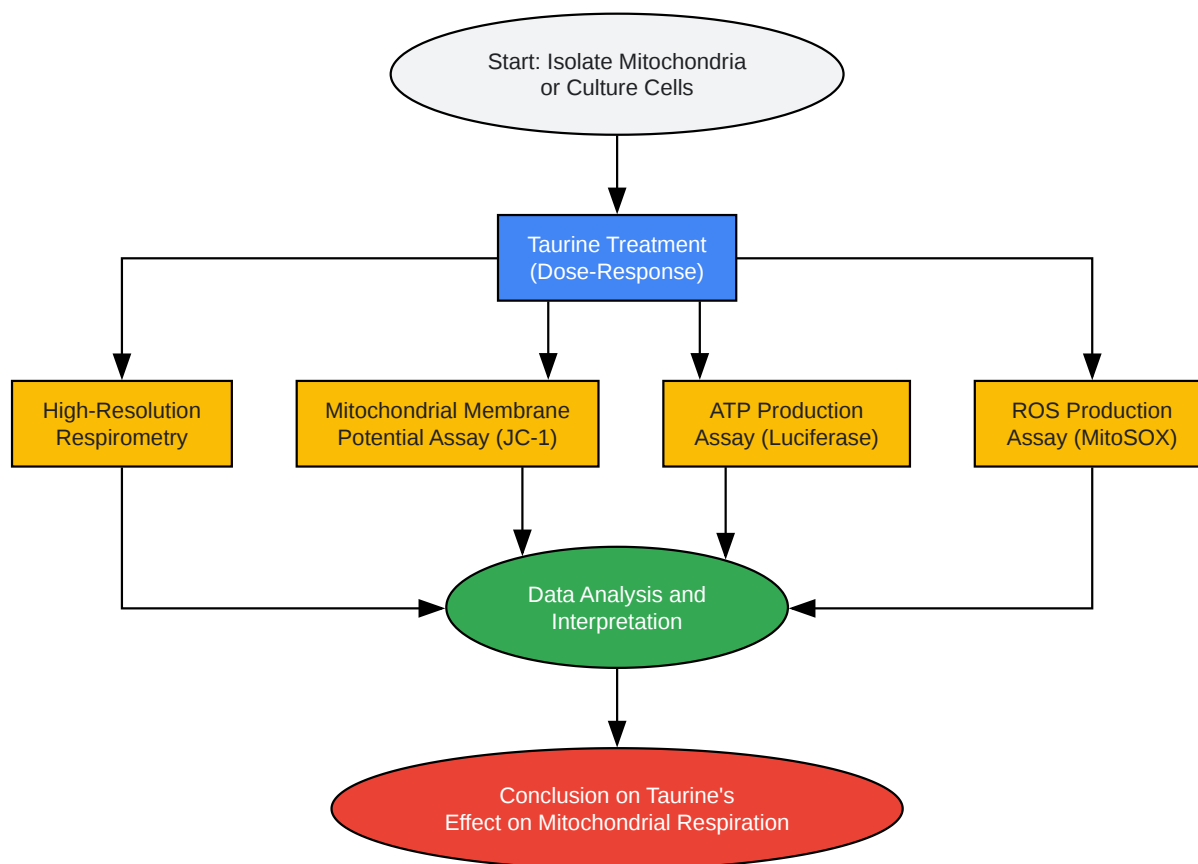 Start: Isolate Mitochondria
or Culture Cells
Taurine Treatment
(Dose-Response)
High-Resolution
Respirometry
Mitochondrial Membrane
Potential Assay (JC-1)
ATP Production
Assay (Luciferase)
ROS Production
Assay (MitoSOX)
Data Analysis and
Interpretation
Conclusion on Taurine's
Effect on Mitochondrial Respiration